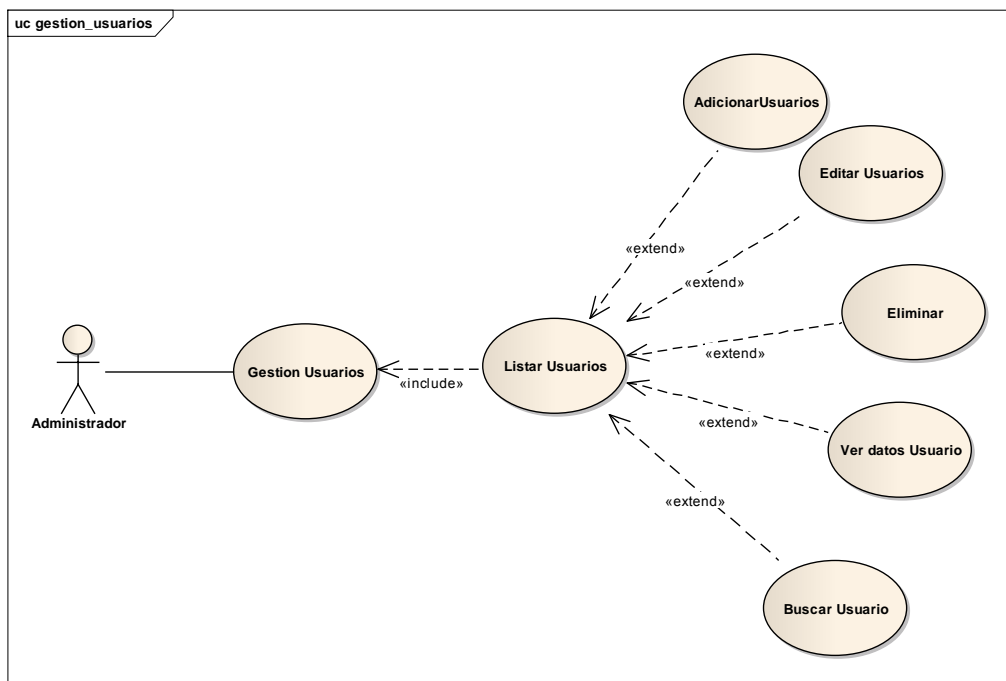 uc gestion_usuarios
AdicionarUsuarios
Editar Usuarios
«extend»
«extend»
Eliminar
«extend»
Listar Usuarios
Gestion Usuarios
«include»
Administrador
«extend»
Ver datos Usuario
«extend»
Buscar Usuario